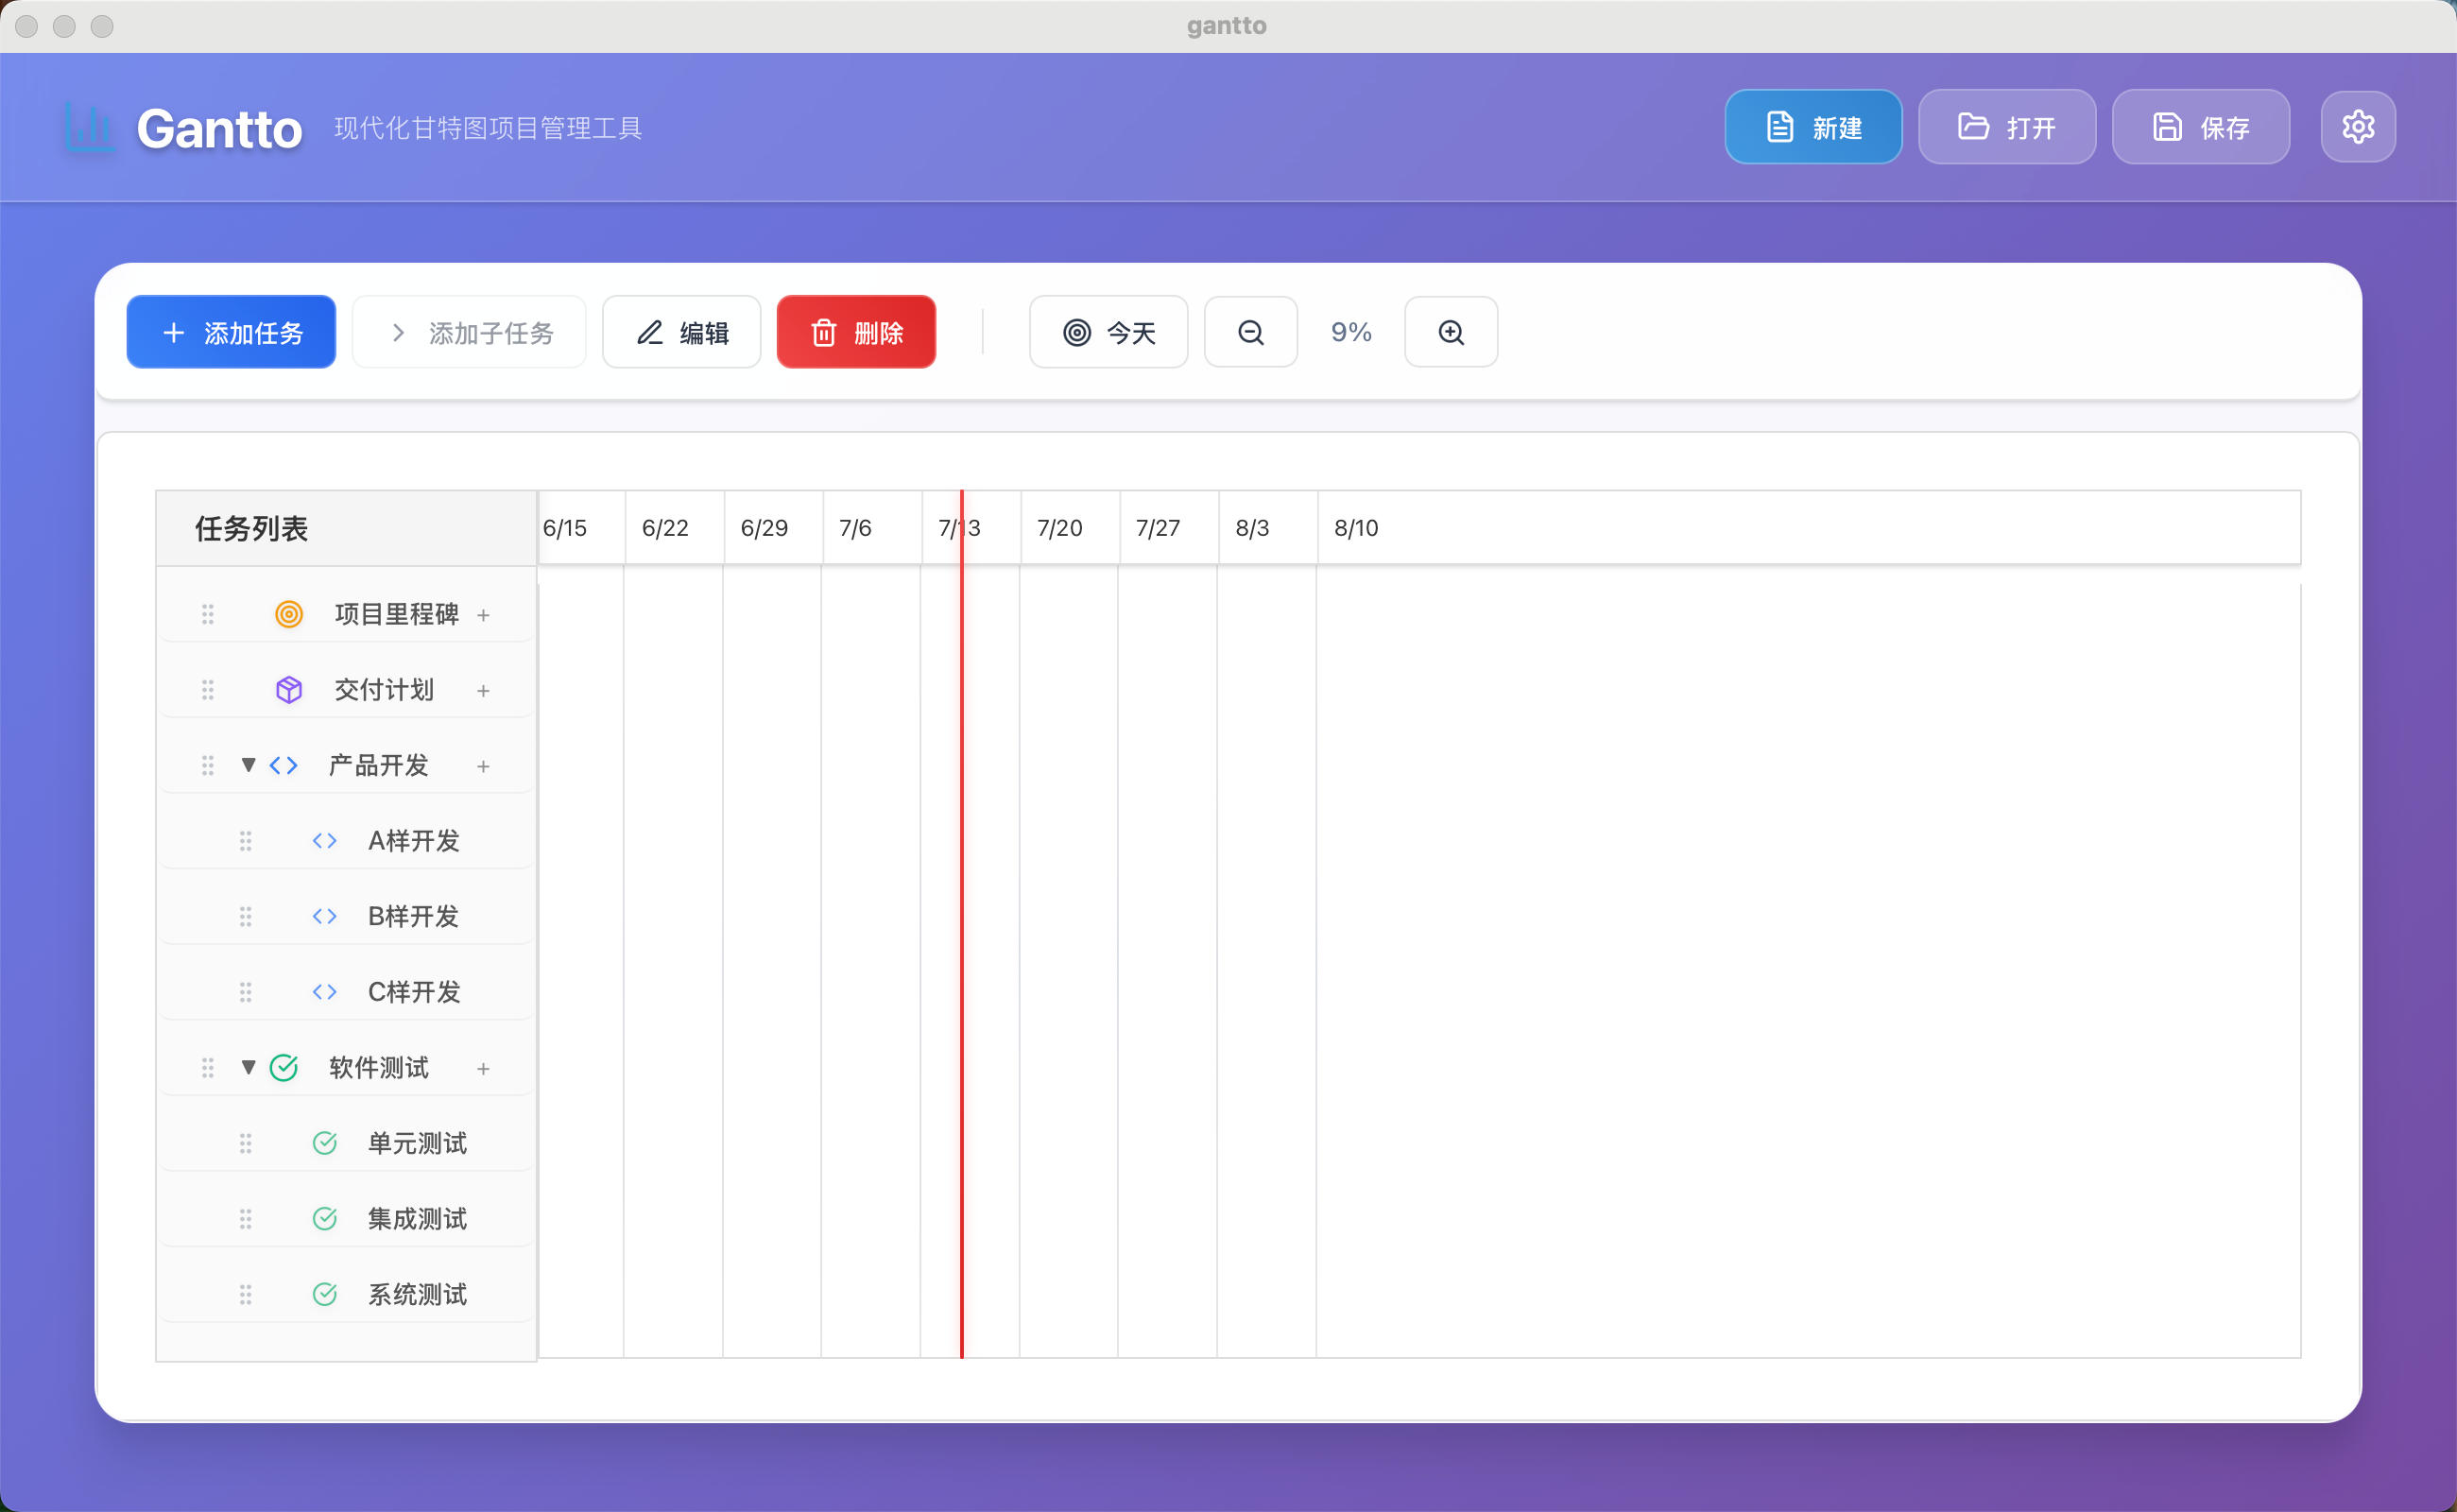 gantto
Gantto 现代化甘特图项目管理工具 新建 打开 保存
+ 添加任务 > 添加子任务 编辑 删除 今天 9%
任务列表 6/15 6/22 6/29 7/6 7/13 7/20 7/27 8/3 8/10
项目里程碑 +
交付计划 +
产品开发 +
A样开发
B样开发
C样开发
软件测试 +
单元测试
集成测试
系统测试